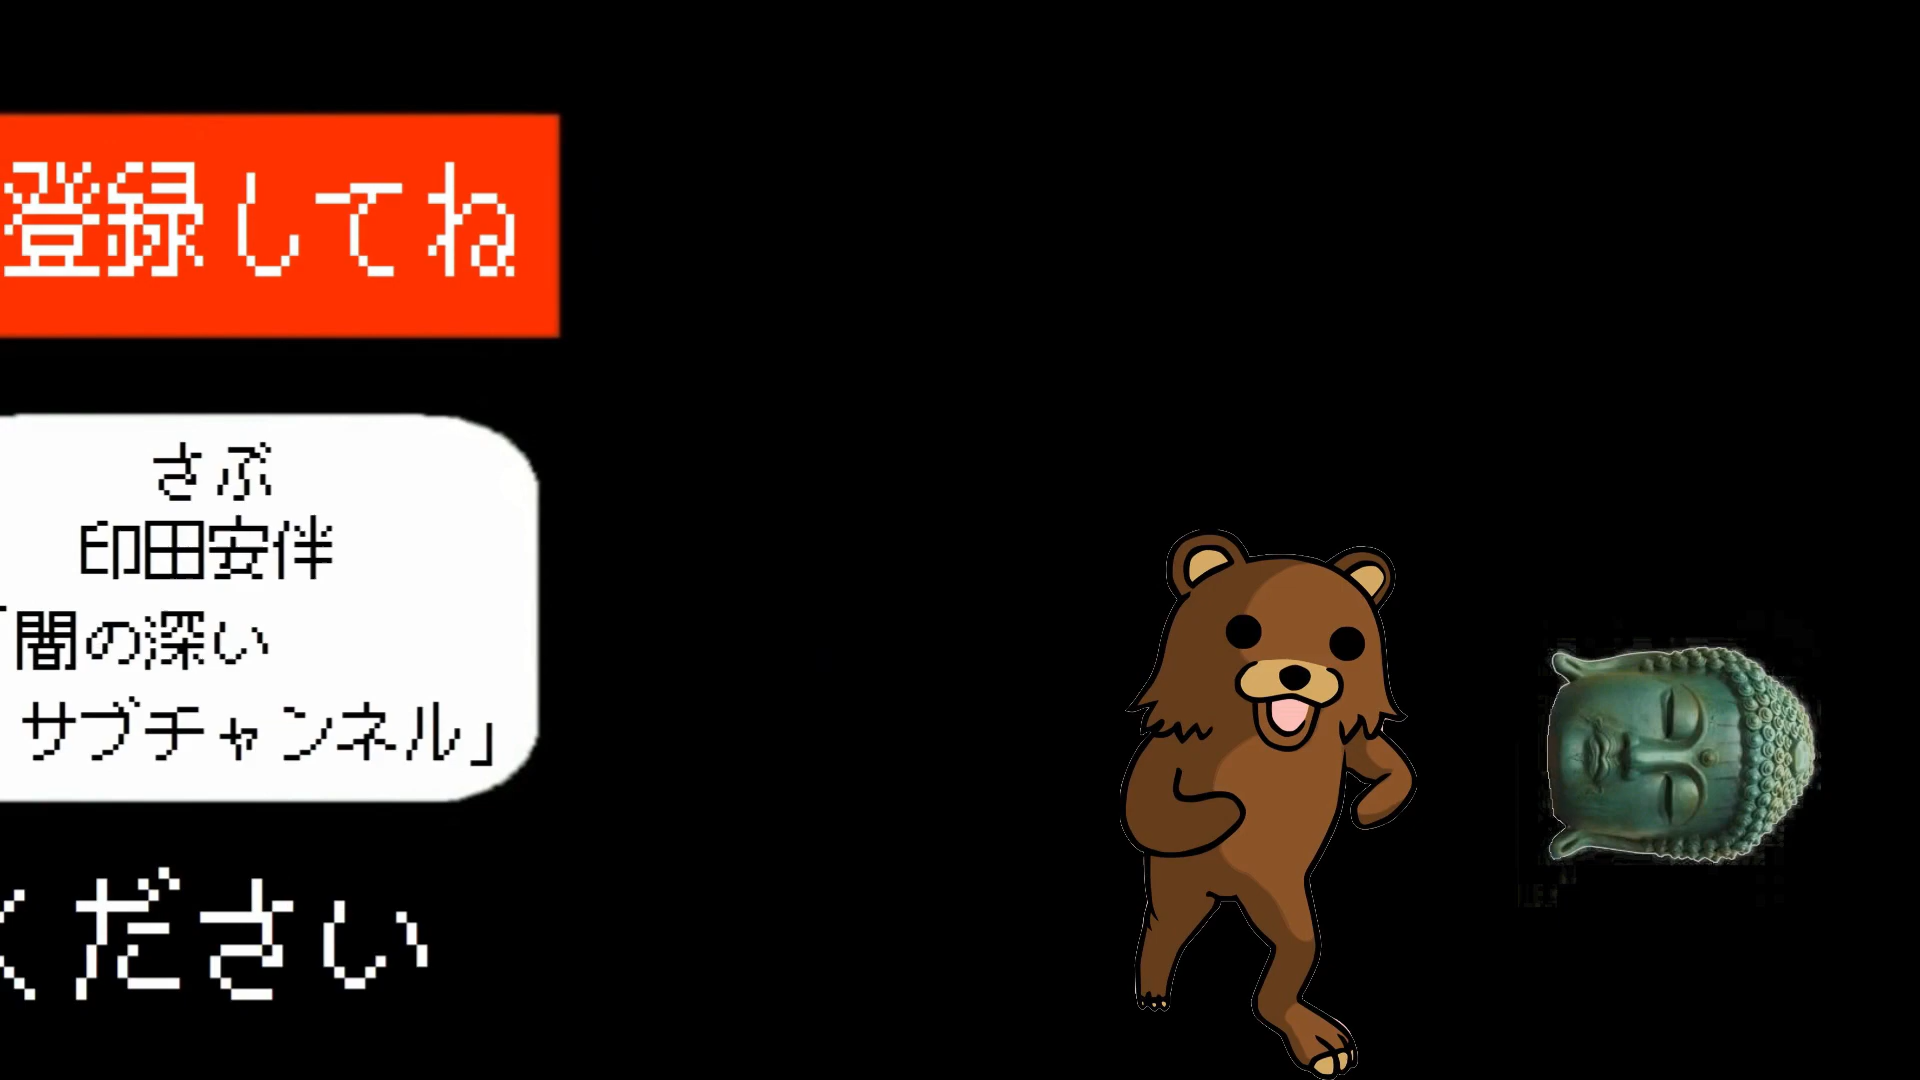 登録してね
さぶ
印田安伴
「闇の深い
サブチャンネル」
ください